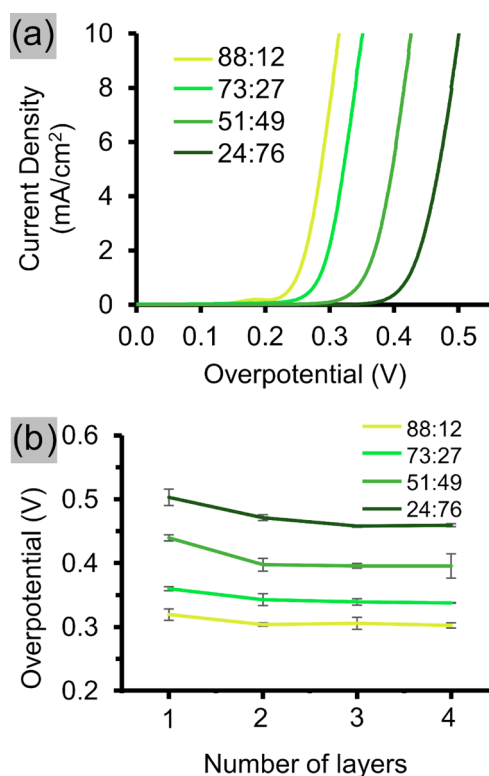 (a)
Current Density
(mA/cm²)
10
8
6
4
2
0
88:12
73:27
51:49
24:76
0.0 0.1 0.2 0.3 0.4 0.5
Overpotential (V)
(b)
Overpotential (V)
0.6
0.5
0.4
0.3
0.2
88:12
73:27
51:49
24:76
1 2 3 4
Number of layers